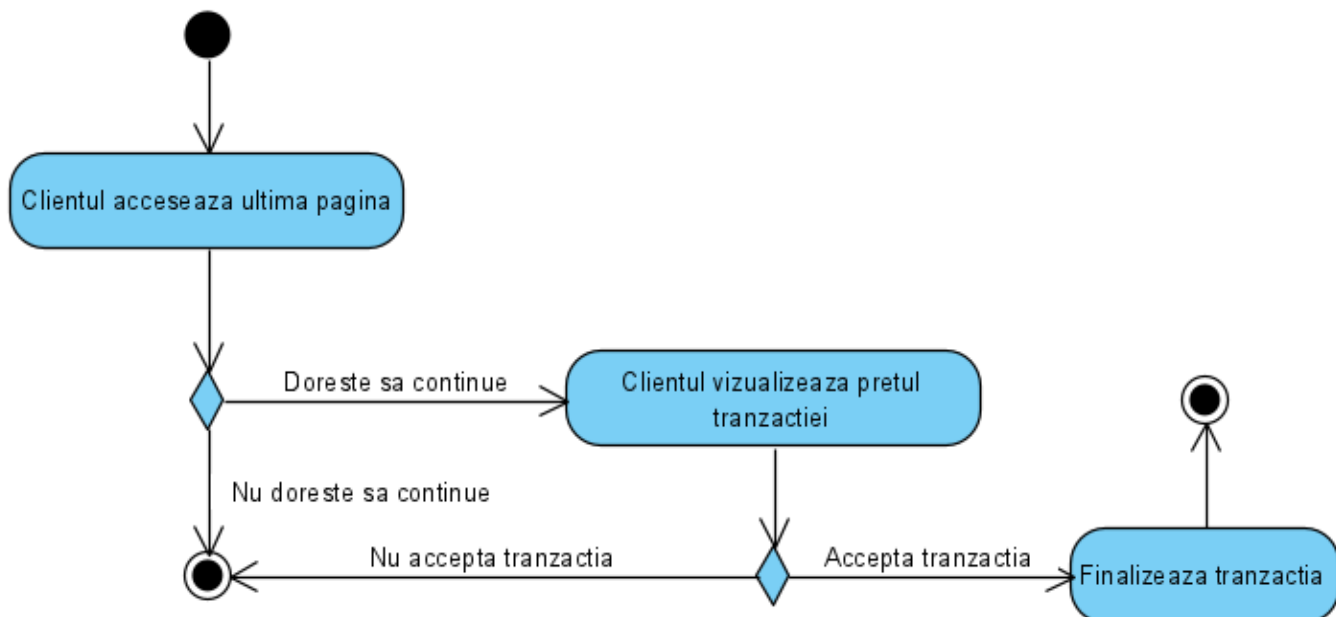 Clientul acceseaza ultima pagina
Doreste sa continue
Clientul vizualizeaza pretul
tranzactiei
Nu doreste sa continue
Nu accepta tranzactia
Accepta tranzactia
Finalizeaza tranzactia